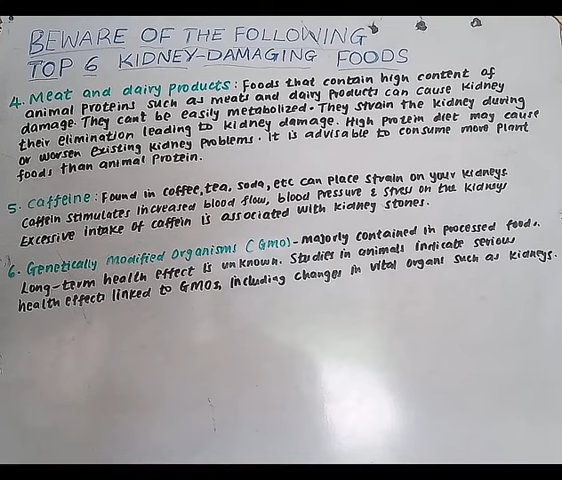 BEWARE OF THE FOLLOWING
TOP 6 KIDNEY-DAMAGING FOODS
4. Meat and dairy products: Foods that contain high content of
animal Proteins such as meats and dairy Products can cause kidney
damage. They cant be easily metabolized. They strain the kidney during
their elimination leading to kidney damage. High Protein diet may cause
or worsen existing kidney Problems. It is advisable to consume more Plant
foods than animal Protein.
5. caffeine: Found in coffee, tea, soda, etc can place strain on your kidneys
caffein stimulates increased blood flow, blood Pressure & stress on the kidneys
Excessive intake of caffein is associated with kidney stones.
6. Genetically Modified Organisms (GMO) - majorly contained in processed foods.
Long-term health effect is unknown. Studies in animals indicate serious
health effects linked to GMOs, including changes in vital organs such as kidneys.